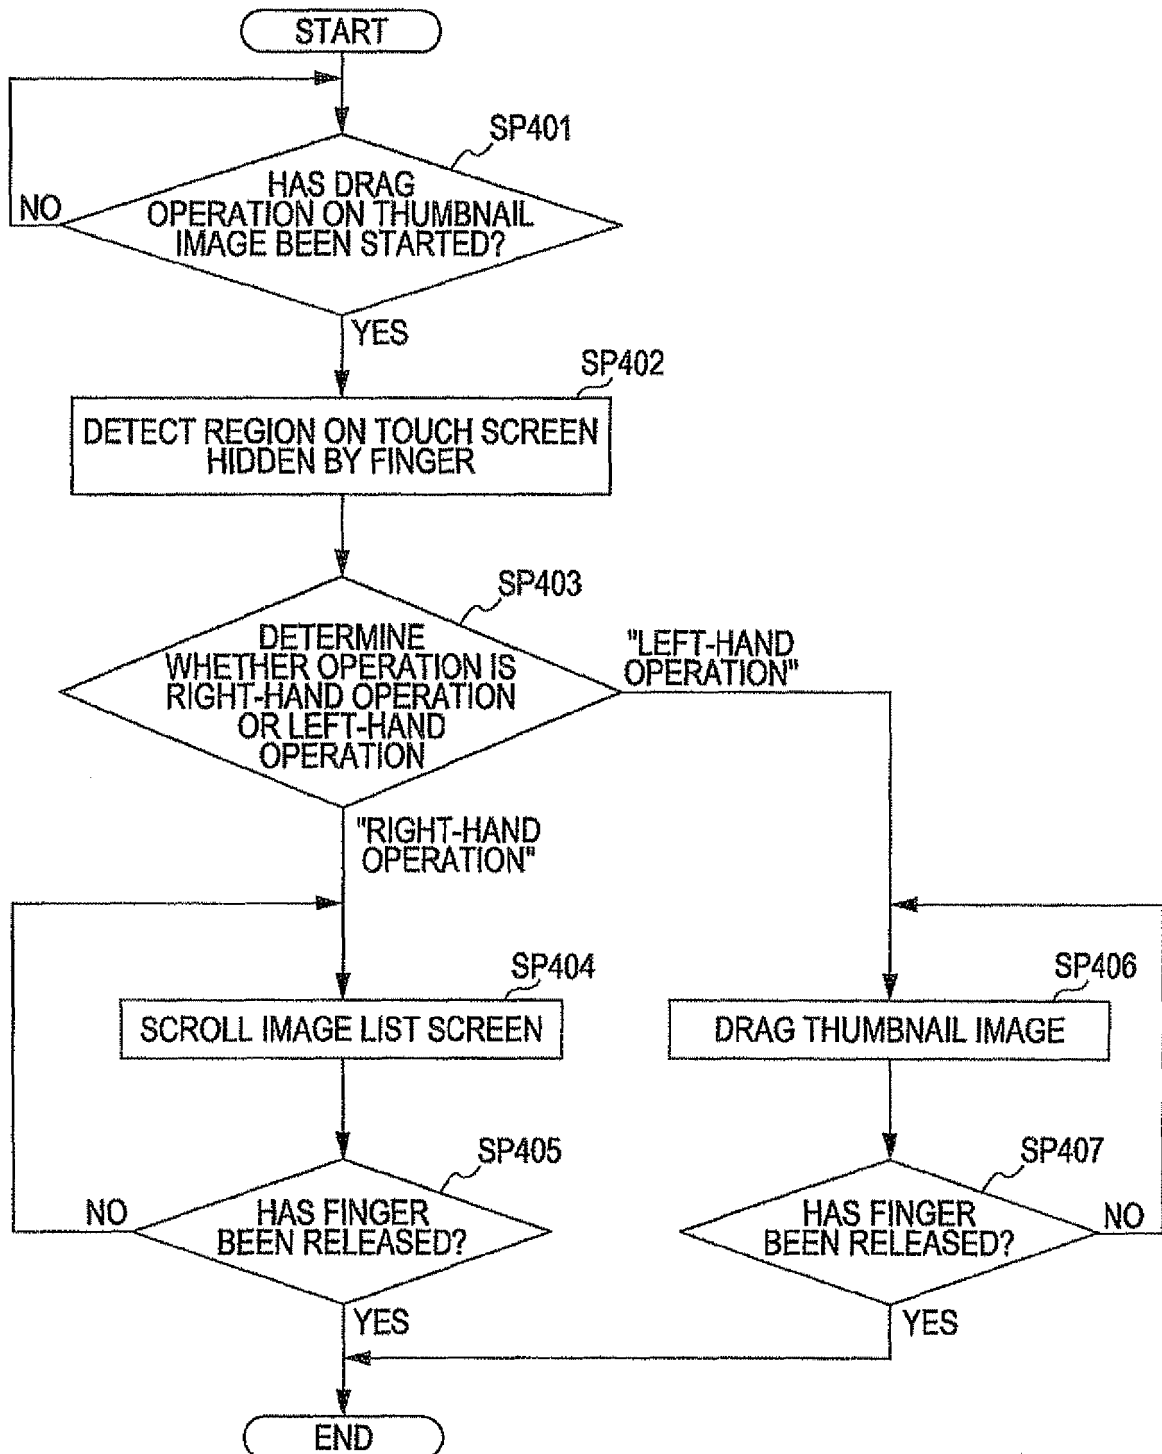 START
SP401
HAS DRAG
OPERATION ON THUMBNAIL
IMAGE BEEN STARTED?
NO
YES
SP402
DETECT REGION ON TOUCH SCREEN
HIDDEN BY FINGER
SP403
DETERMINE
WHETHER OPERATION IS
RIGHT-HAND OPERATION
OR LEFT-HAND
OPERATION
"LEFT-HAND
OPERATION"
"RIGHT-HAND
OPERATION"
SP404
SCROLL IMAGE LIST SCREEN
SP405
HAS FINGER
BEEN RELEASED?
NO
YES
SP406
DRAG THUMBNAIL IMAGE
SP407
HAS FINGER
BEEN RELEASED?
NO
YES
END